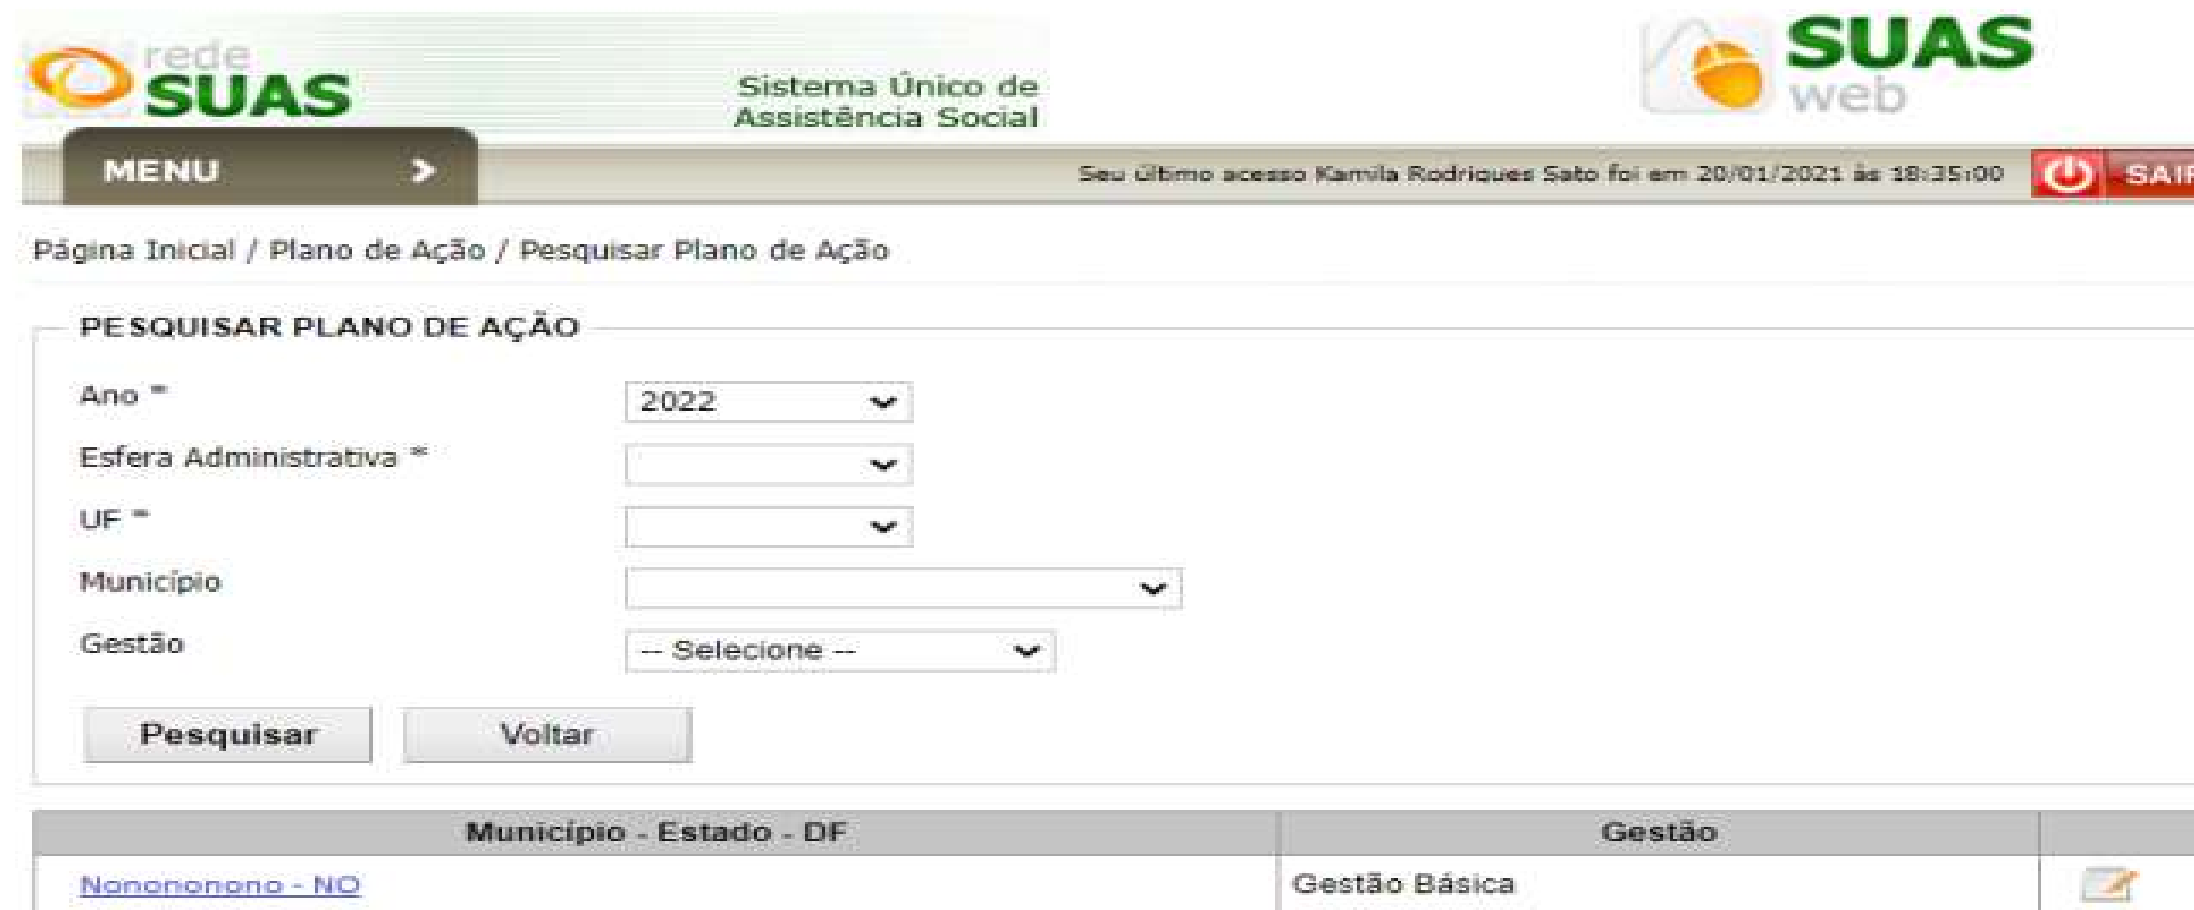 rede
SUAS
Sistema Único de
Assistência Social
SUAS
web
MENU
Seu último acesso Kamila Rodrigues Sato foi em 20/01/2021 às 18:35:00
SAIR
Página Inicial / Plano de Ação / Pesquisar Plano de Ação
PESQUISAR PLANO DE AÇÃO
Ano * 2022
Esfera Administrativa *
UF *
Município
Gestão -- Selecione --
Pesquisar Voltar
Município - Estado - DF Gestão
Nonononono - NO Gestão Básica